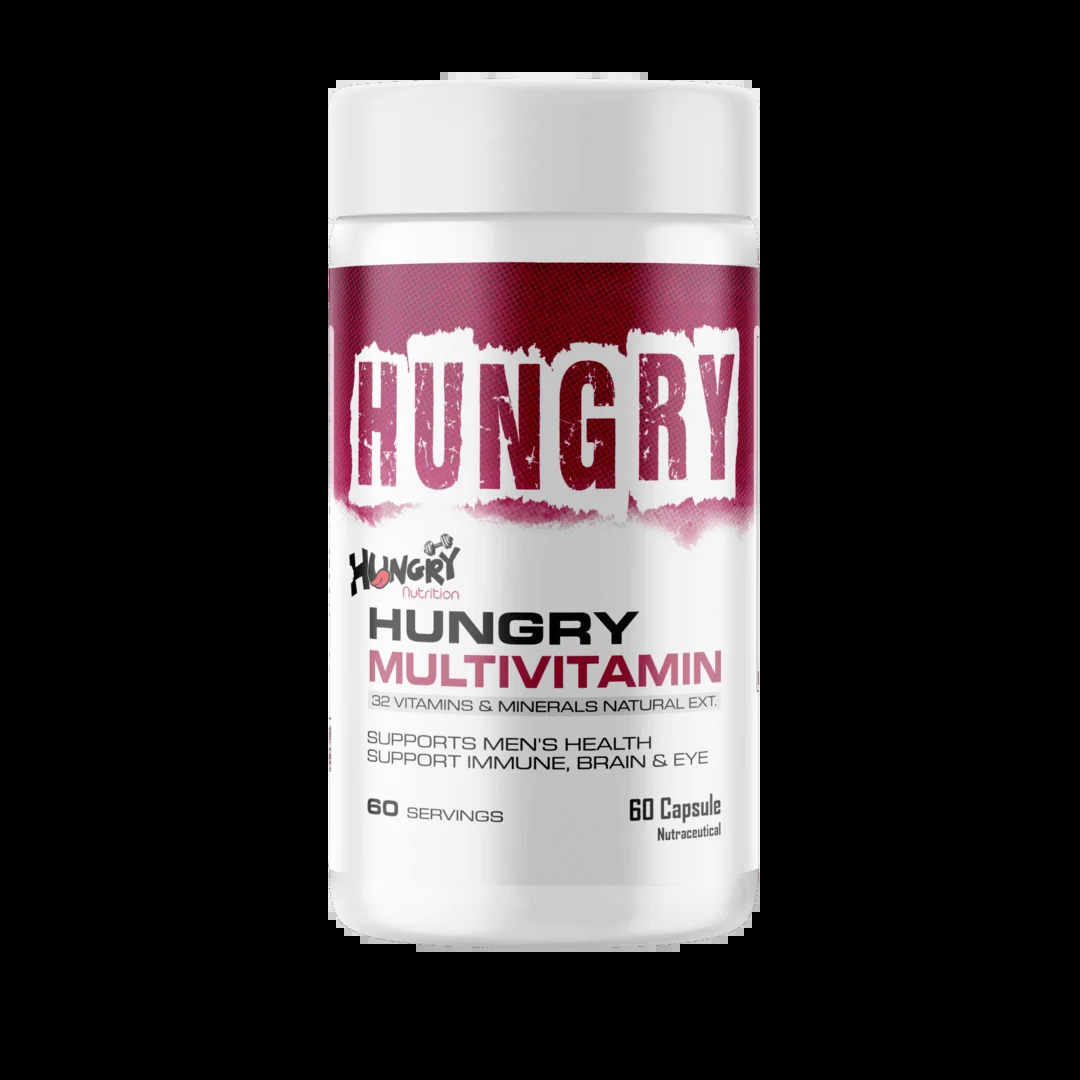 HUNGRY
HUNGRY
Nutrition
HUNGRY
MULTIVITAMIN
32 VITAMINS & MINERALS NATURAL EXT.
SUPPORTS MEN'S HEALTH
SUPPORT IMMUNE, BRAIN & EYE
60 SERVINGS
60 Capsule
Nutraceutical